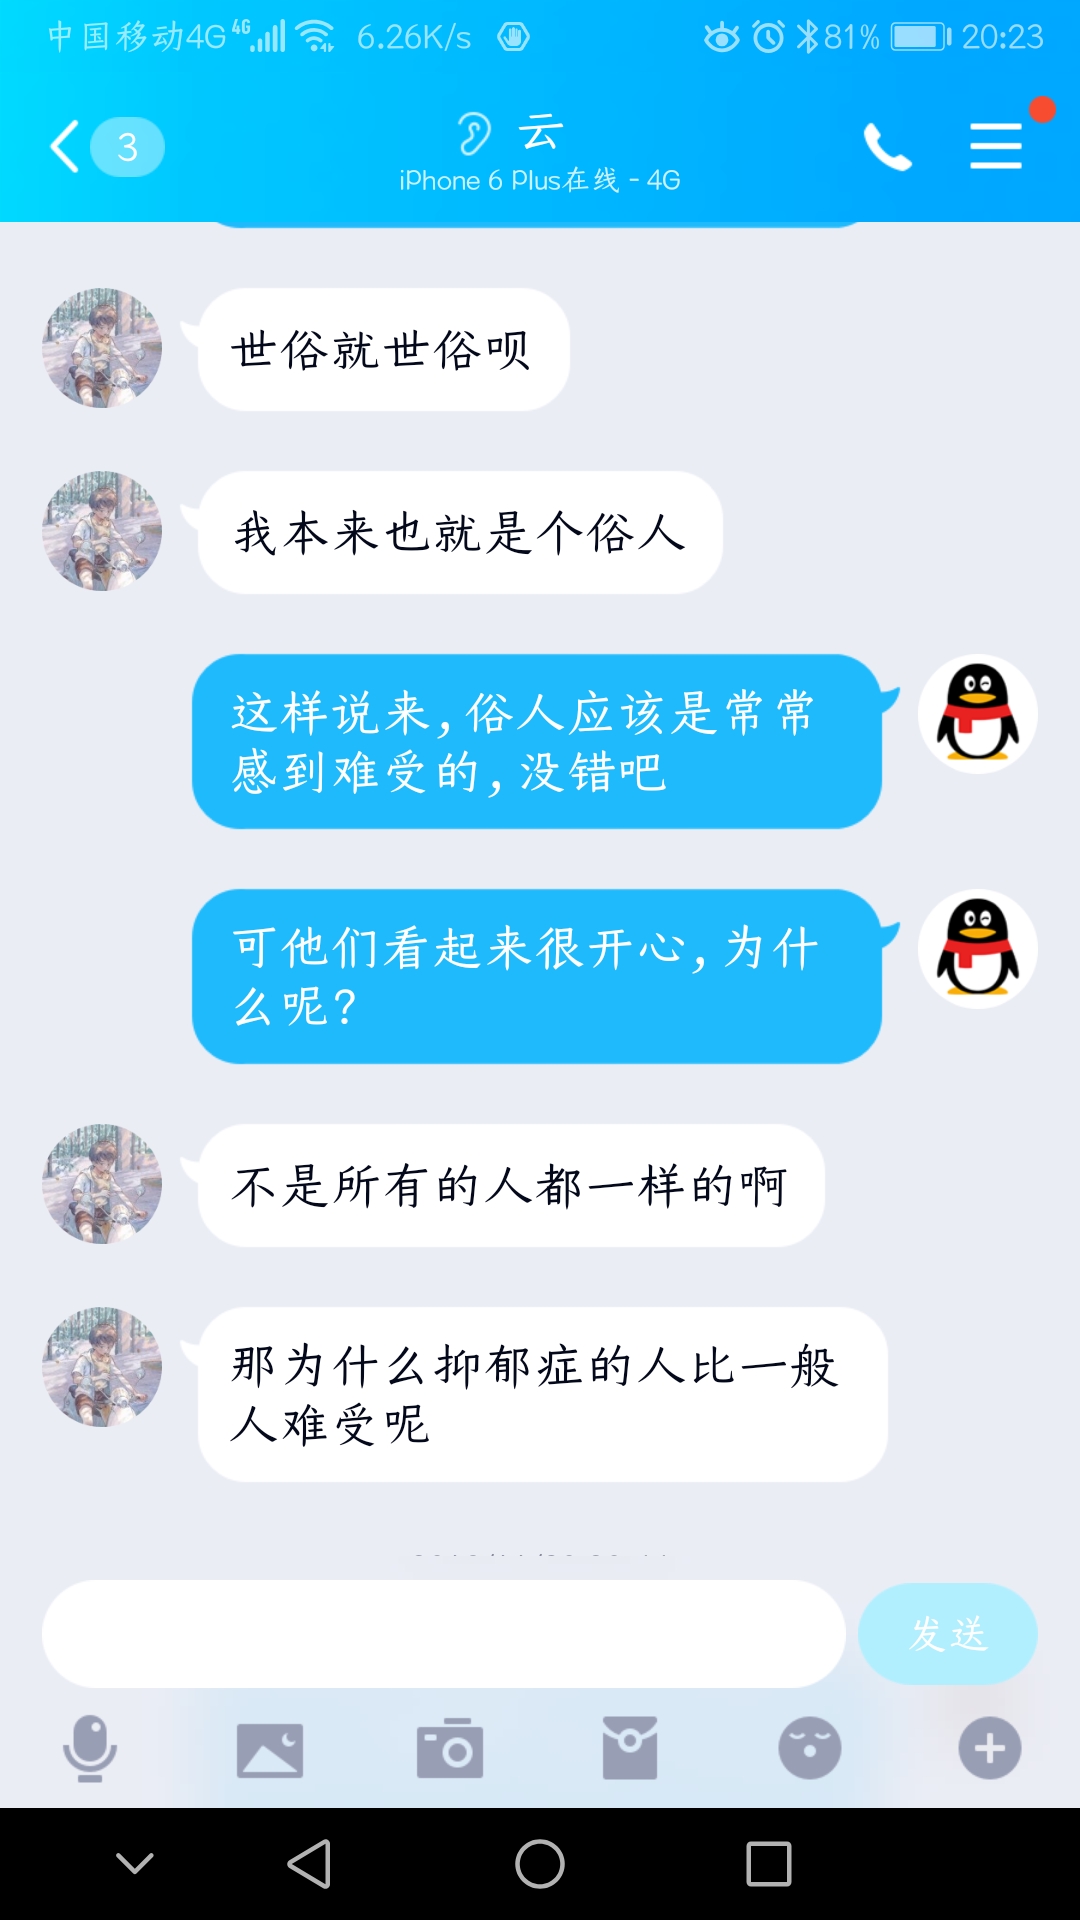 中国移动4G 4G 6.26K/s 81% 20:23
3
云
iPhone 6 Plus在线 - 4G
世俗就世俗呗
我本来也就是个俗人
这样说来,俗人应该是常常
感到难受的,没错吧
可他们看起来很开心,为什
么呢?
不是所有的人都一样的啊
那为什么抑郁症的人比一般
人难受呢
发送